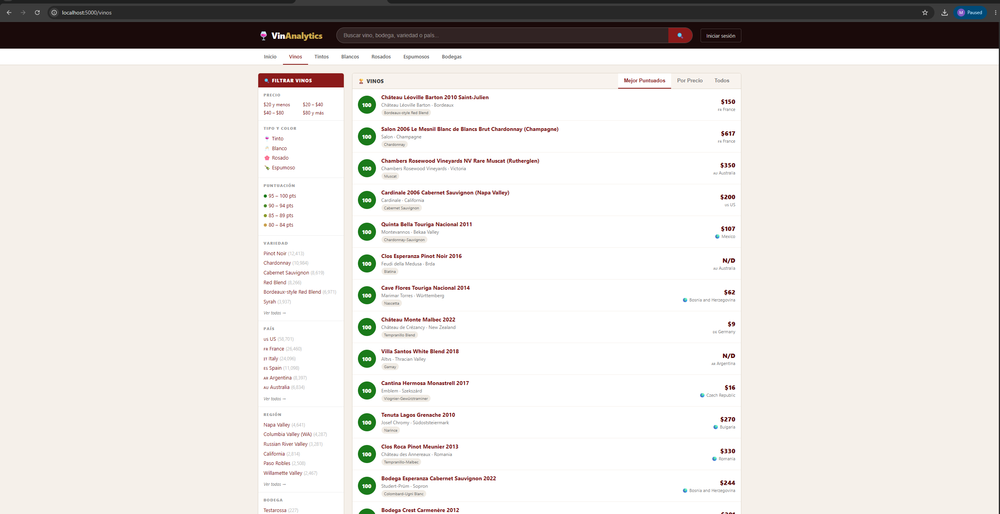 localhost:5000/vinos
M Paused
VinAnalytics
Buscar vino, bodega, variedad o país...
Iniciar sesión
Inicio Vinos Tintos Blancos Rosados Espumosos Bodegas
FILTRAR VINOS
PRECIO
$20 y menos $20 – $40
$40 – $80 $80 y más
TIPO Y COLOR
Tinto
Blanco
Rosado
Espumoso
PUNTUACIÓN
95 – 100 pts
90 – 94 pts
85 – 89 pts
80 – 84 pts
VARIEDAD
Pinot Noir (12,413)
Chardonnay (10,984)
Cabernet Sauvignon (8,619)
Red Blend (8,266)
Bordeaux-style Red Blend (6,971)
Syrah (3,937)
Ver todas →
PAÍS
US US (58,701)
FR France (26,460)
IT Italy (24,096)
ES Spain (11,098)
AR Argentina (8,397)
AU Australia (6,834)
Ver todos →
REGIÓN
Napa Valley (4,641)
Columbia Valley (WA) (4,287)
Russian River Valley (3,281)
California (2,814)
Paso Robles (2,508)
Willamette Valley (2,467)
Ver todas →
BODEGA
Testarossa (227)
VINOS
Mejor Puntuados Por Precio Todos
100
Château Léoville Barton 2010 Saint-Julien
Château Léoville Barton · Bordeaux
Bordeaux-style Red Blend
$150
FR France
100
Salon 2006 Le Mesnil Blanc de Blancs Brut Chardonnay (Champagne)
Salon · Champagne
Chardonnay
$617
FR France
100
Chambers Rosewood Vineyards NV Rare Muscat (Rutherglen)
Chambers Rosewood Vineyards · Victoria
Muscat
$350
AU Australia
100
Cardinale 2006 Cabernet Sauvignon (Napa Valley)
Cardinale · California
Cabernet Sauvignon
$200
US US
100
Quinta Bella Touriga Nacional 2011
Montevannos · Bekaa Valley
Chardonnay-Sauvignon
$107
Mexico
100
Clos Esperanza Pinot Noir 2016
Feudi della Medusa · Brda
Blatina
N/D
AU Australia
100
Cave Flores Touriga Nacional 2014
Marimar Torres · Württemberg
Nascetta
$62
Bosnia and Herzegovina
100
Château Monte Malbec 2022
Château de Crézancy · New Zealand
Tempranillo Blend
$9
DE Germany
100
Villa Santos White Blend 2018
Altvs · Thracian Valley
Gamay
N/D
AR Argentina
100
Cantina Hermosa Monastrell 2017
Emblem · Szekszárd
Viognier-Gewürztraminer
$16
Czech Republic
100
Tenuta Lagos Grenache 2010
Josef Chromy · Südoststeiermark
Narince
$270
Bulgaria
100
Clos Roca Pinot Meunier 2013
Château des Annereaux · Romania
Tempranillo-Malbec
$330
Romania
100
Bodega Esperanza Cabernet Sauvignon 2022
Studert-Prüm · Sopron
Colombard-Ugni Blanc
$244
Bosnia and Herzegovina
Bodega Crest Carmenère 2012